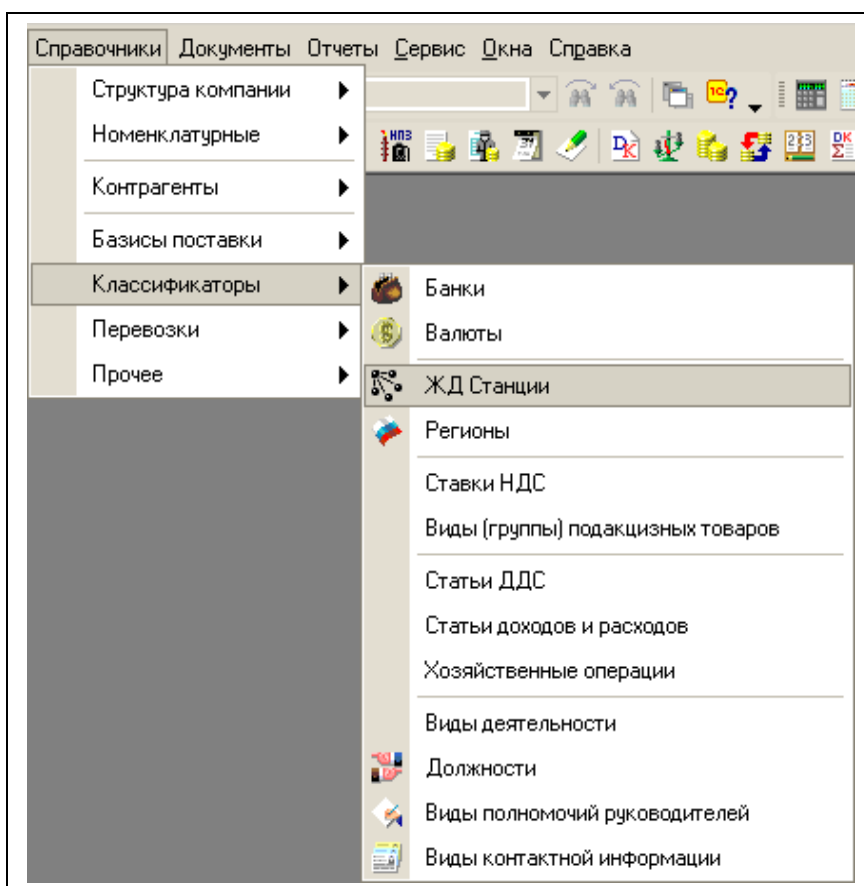 Справочники Документы Отчеты Сервис Окна Справка
Структура компании
Номенклатурные
Контрагенты
Базисы поставки
Классификаторы
Перевозки
Прочее
Банки
Валюты
ЖД Станции
Регионы
Ставки НДС
Виды (группы) подакцизных товаров
Статьи ДДС
Статьи доходов и расходов
Хозяйственные операции
Виды деятельности
Должности
Виды полномочий руководителей
Виды контактной информации